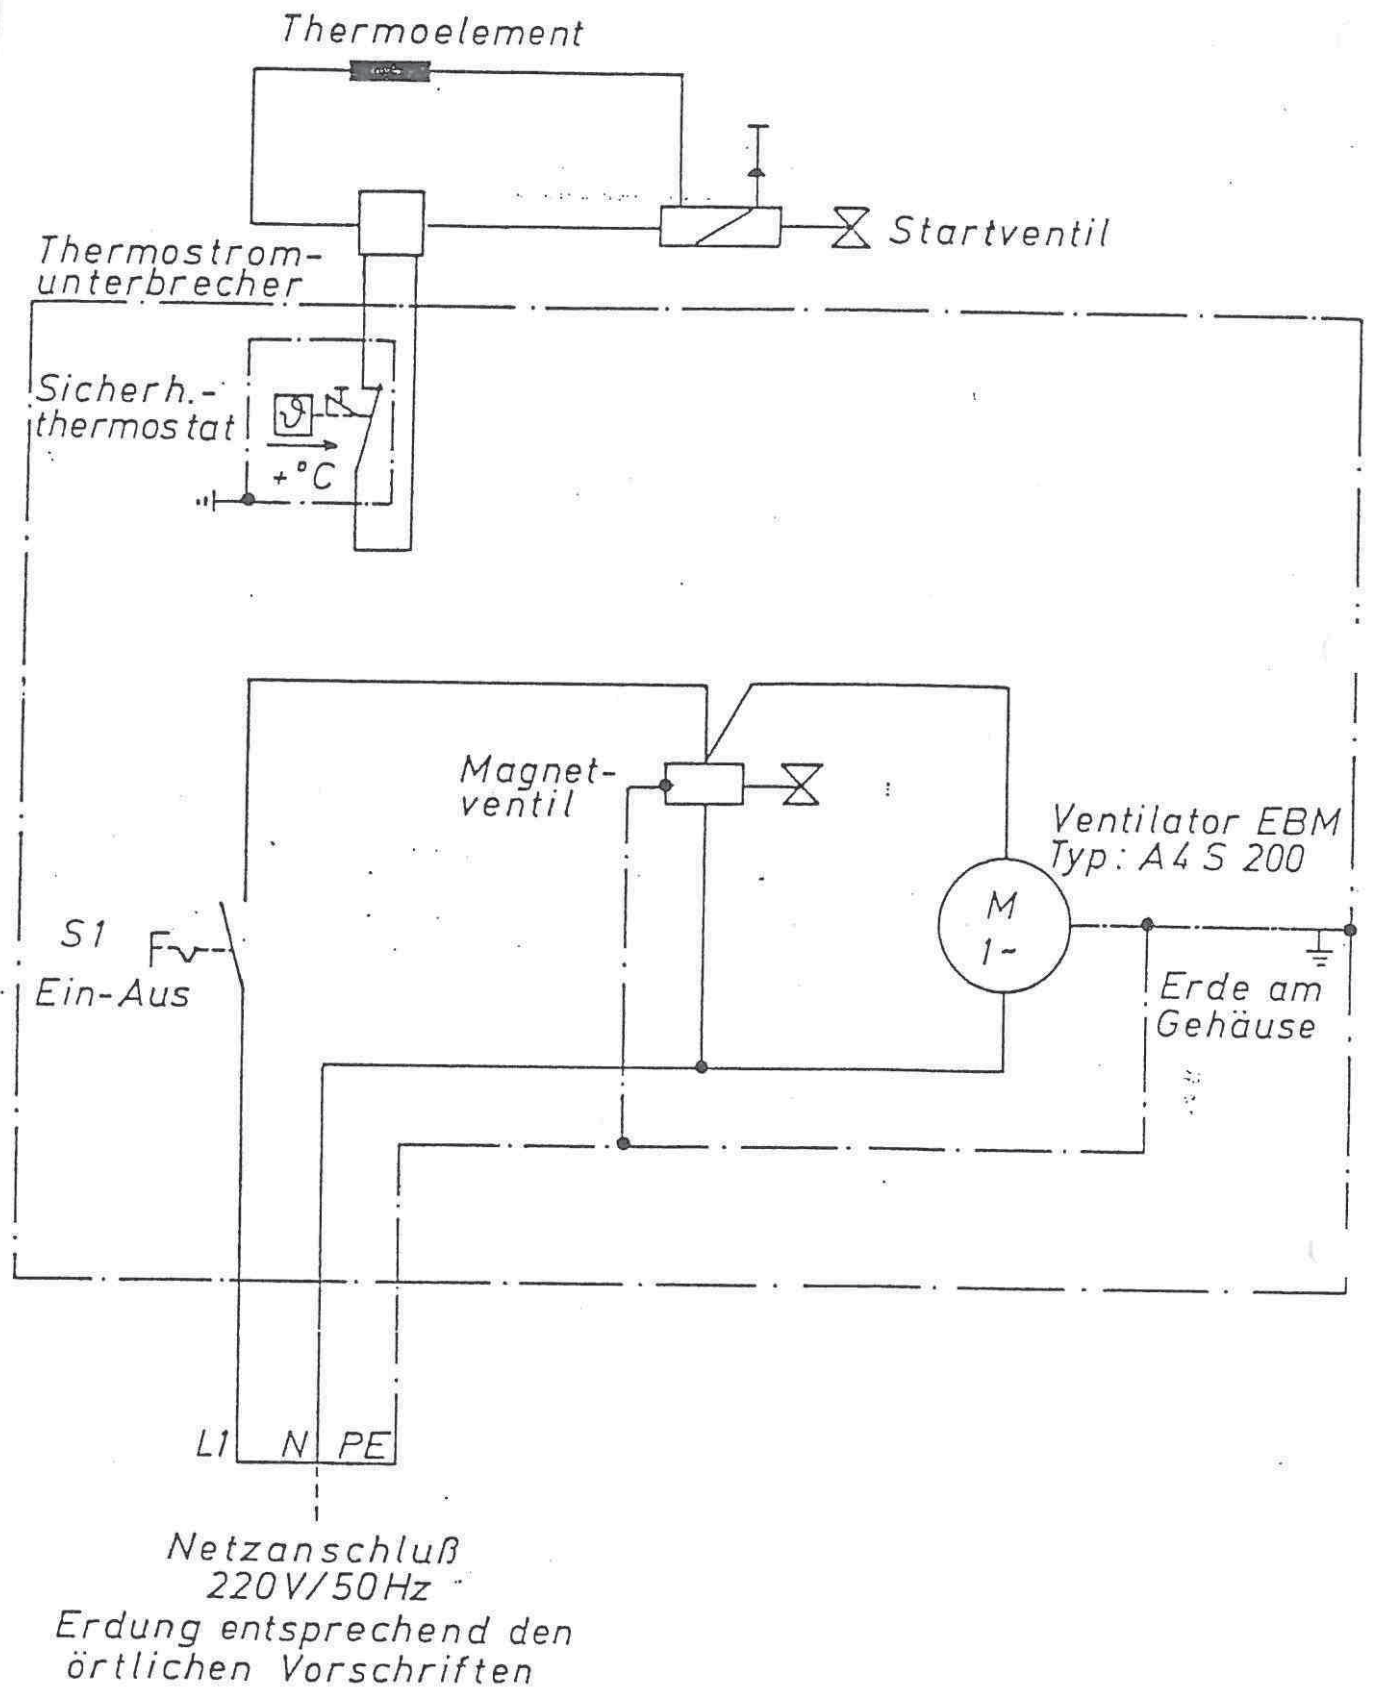 Thermoelement
Startventil
Thermostrom-
unterbrecher
Sicherh.-
thermostat
ϑ
+°C
Magnet-
ventil
Ventilator EBM
Typ: A4S 200
M
1~
S1
Ein-Aus
Erde am
Gehäuse
L1 N PE
Netzanschluß
220V/50Hz
Erdung entsprechend den
örtlichen Vorschriften